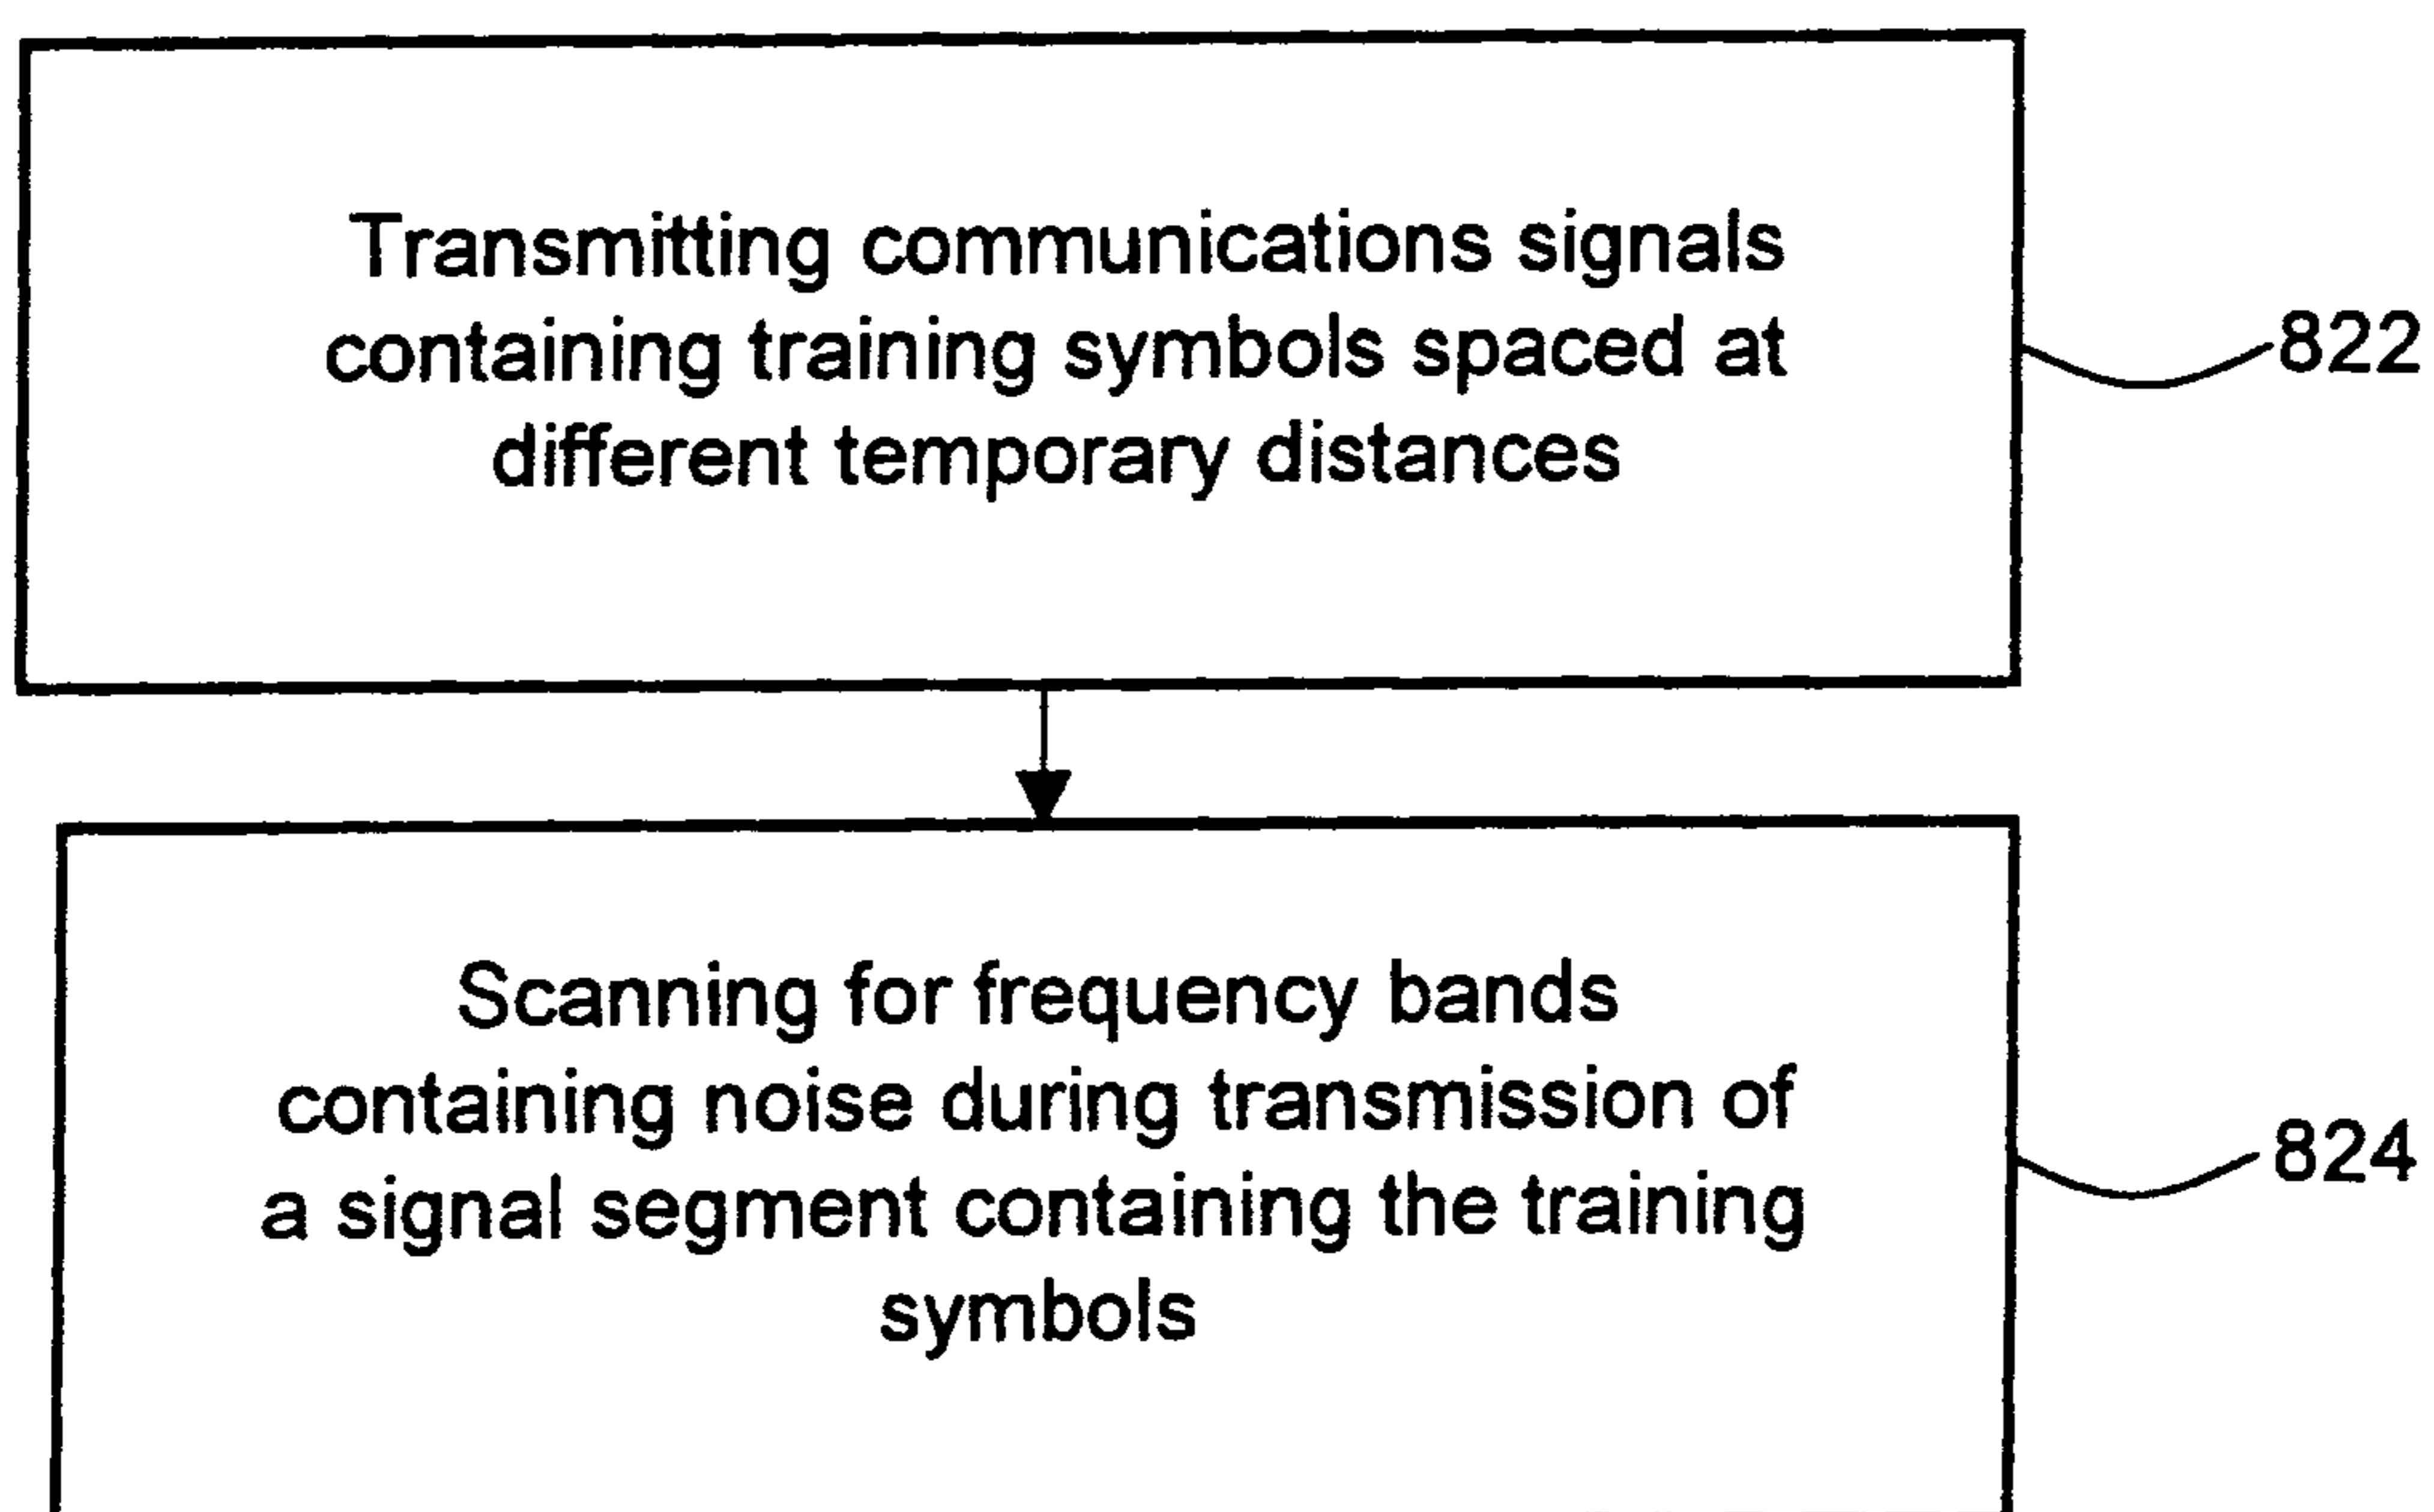 Transmitting communications signals
containing training symbols spaced at
different temporary distances
822
Scanning for frequency bands
containing noise during transmission of
a signal segment containing the training
symbols
824